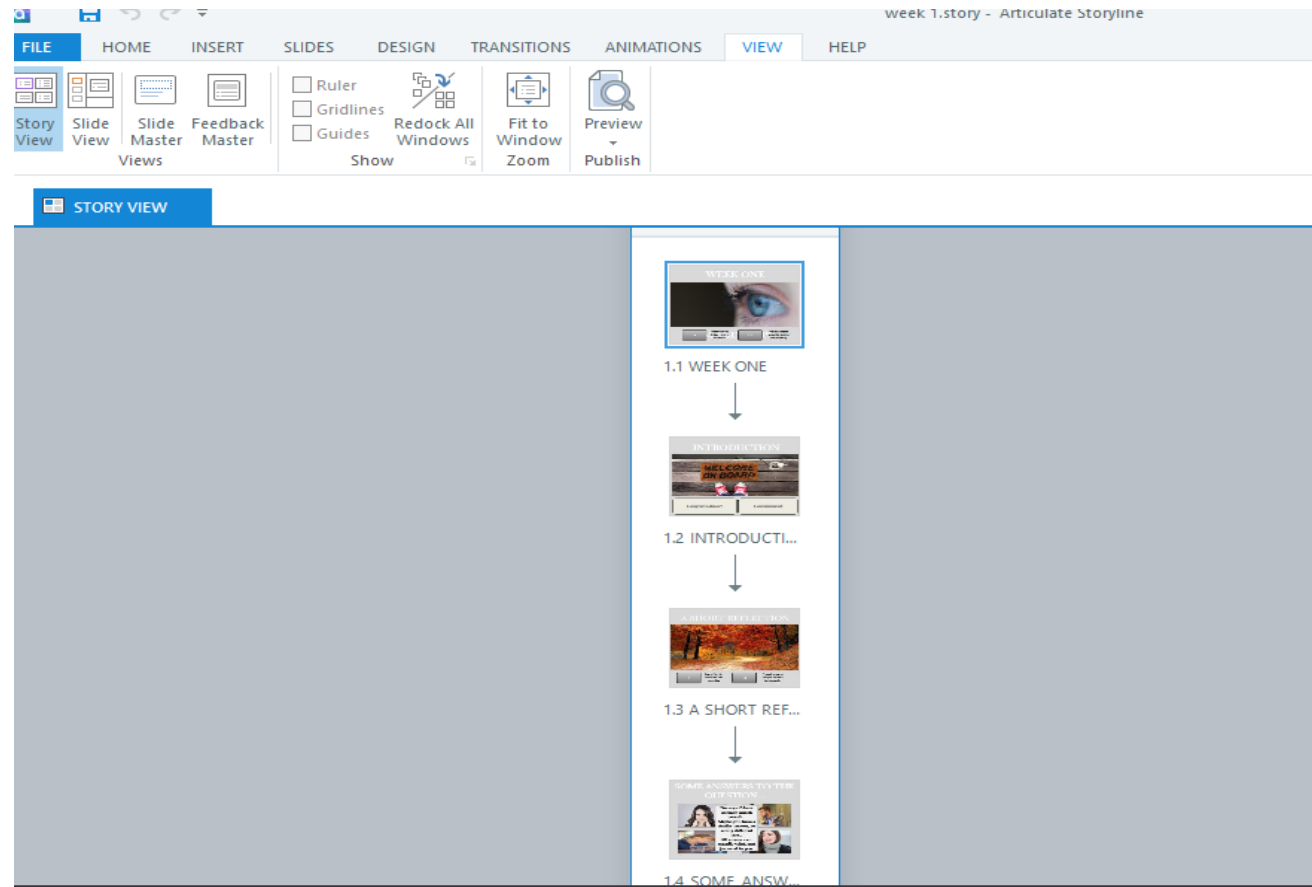 week 1.story - Articulate Storyline
FILE HOME INSERT SLIDES DESIGN TRANSITIONS ANIMATIONS VIEW HELP
Story View
Slide View
Slide Master
Feedback Master
Views
Ruler
Gridlines
Guides
Redock All Windows
Show
Fit to Window
Zoom
Preview
Publish
STORY VIEW
WEEK ONE
1.1 WEEK ONE
INTRODUCTION
WELCOME
ON BOARD
1.2 INTRODUCTI...
A SHORT REFLECTION
1.3 A SHORT REF...
SOME ANSWERS TO THE
QUESTION
1.4 SOME ANSW...